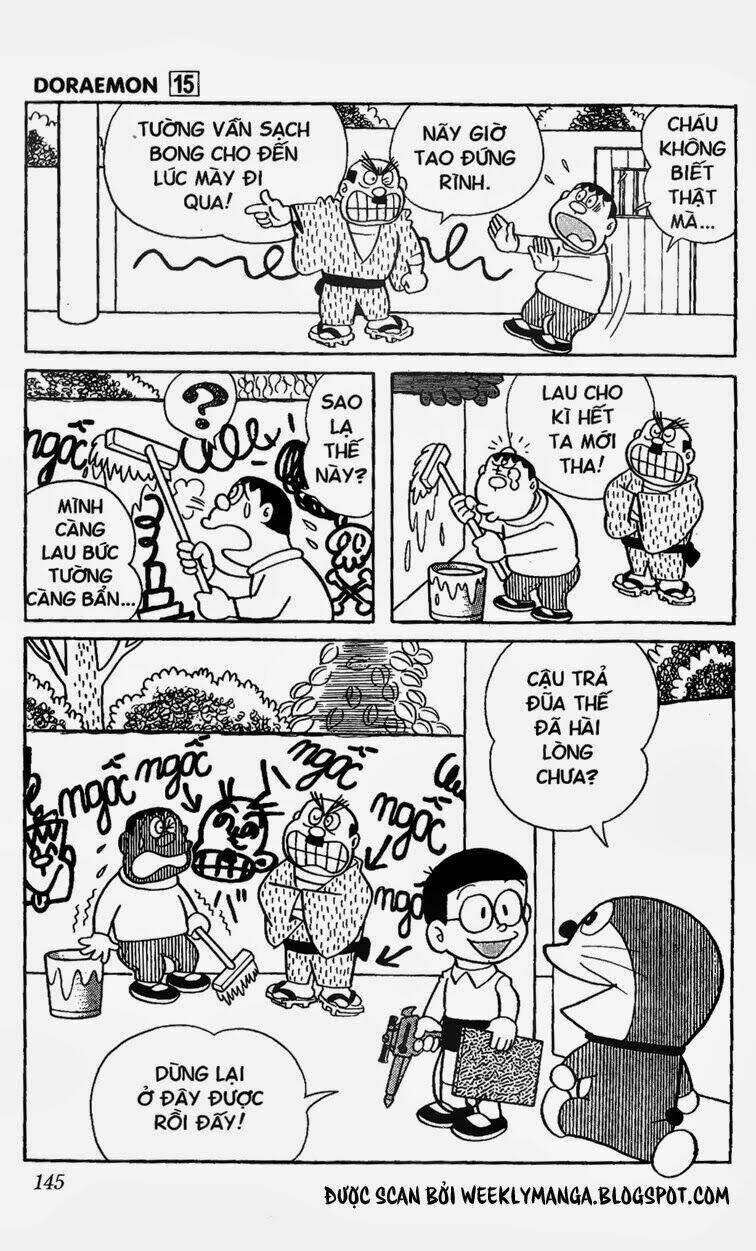 DORAEMON 15
TƯỜNG VẪN SẠCH
BONG CHO ĐẾN
LÚC MÀY ĐI
QUA!
NÃY GIỜ
TAO ĐỨNG
RÌNH.
CHÁU
KHÔNG
BIẾT
THẬT
MÀ...
ngốc
?
SAO
LẠ
THẾ
NÀY?
MÌNH
CÀNG
LAU BỨC
TƯỜNG
CÀNG BẨN...
LAU CHO
KÌ HẾT
TA MỚI
THA!
CẬU TRẢ
ĐŨA THẾ
ĐÃ HÀI
LÒNG
CHƯA?
ngốc
ngốc
ngốc
ngốc
ngốc
DỪNG LẠI
Ở ĐÂY ĐƯỢC
RỒI ĐẤY!
145
ĐƯỢC SCAN BỞI WEEKLYMANGA.BLOGSPOT.COM